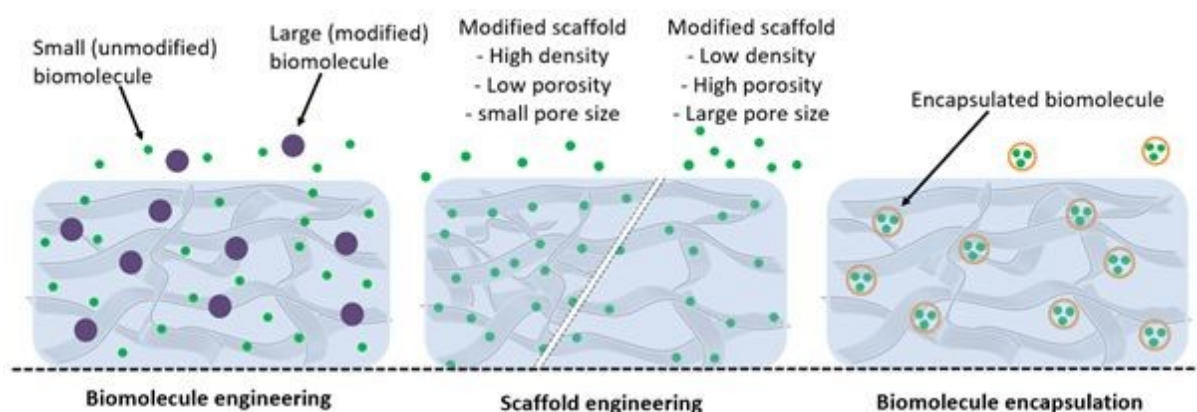 Small (unmodified)
biomolecule
Large (modified)
biomolecule
Modified scaffold
- High density
- Low porosity
- small pore size
Modified scaffold
- Low density
- High porosity
- Large pore size
Encapsulated biomolecule
Biomolecule engineering
Scaffold engineering
Biomolecule encapsulation